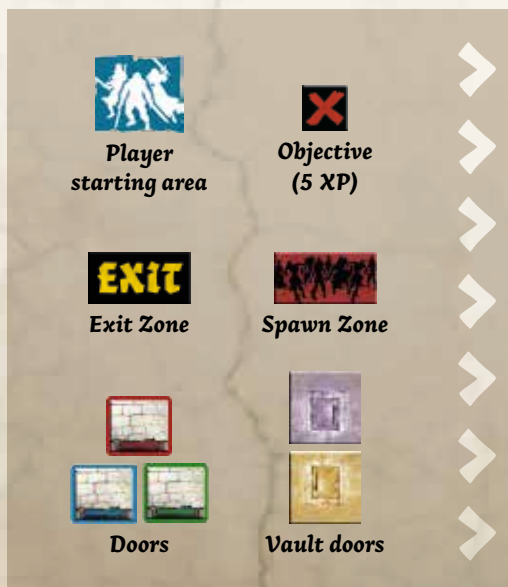 Player
starting area
Objective
(5 XP)
EXIT
Exit Zone
Spawn Zone
Doors
Vault doors